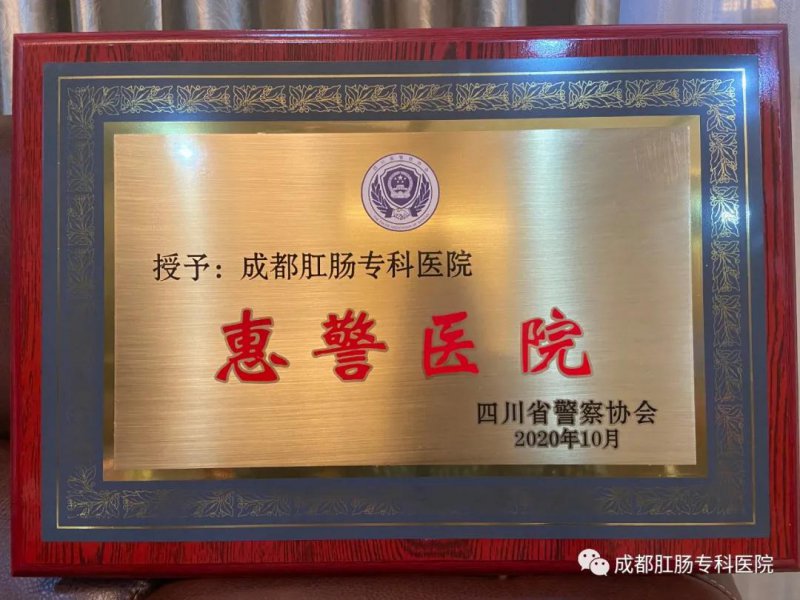 授予：成都肛肠专科医院
惠警医院
四川省警察协会
2020年10月
成都肛肠专科医院